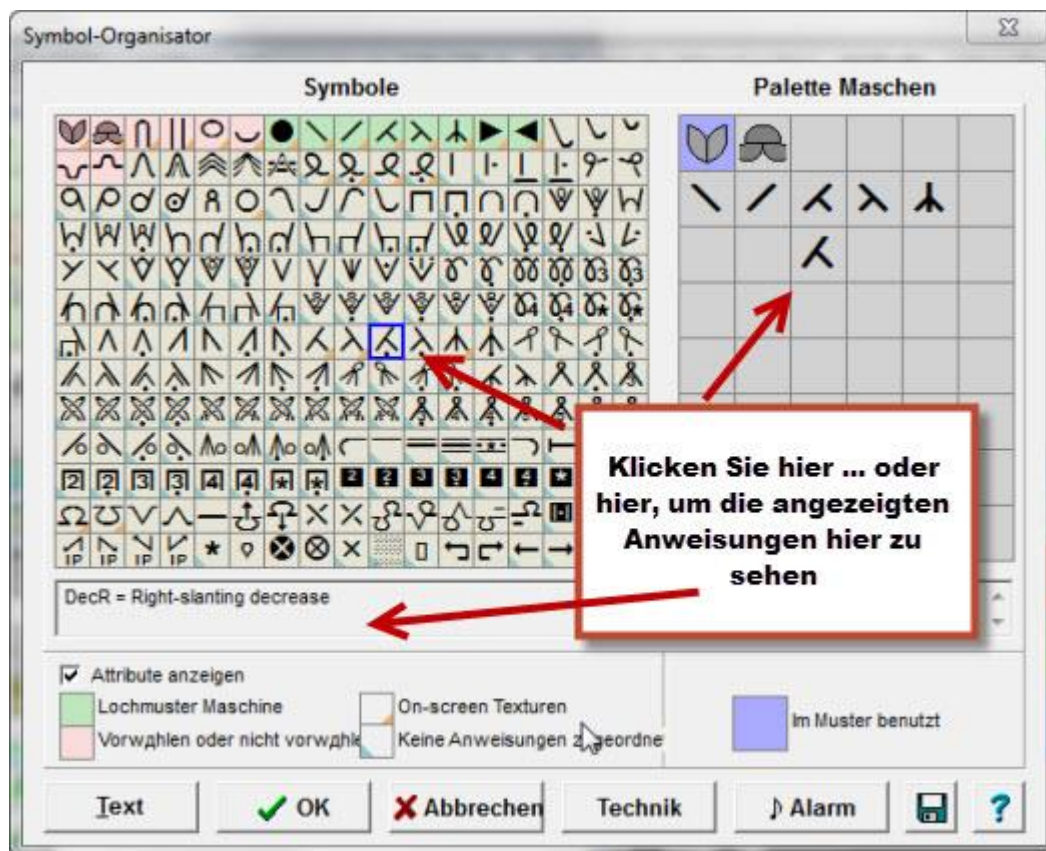 Symbol-Organisator
Symbole
Palette Maschen
Klicken Sie hier ... oder
hier, um die angezeigten
Anweisungen hier zu
sehen
DecR = Right-slanting decrease
Attribute anzeigen
Lochmuster Maschine
On-screen Texturen
Im Muster benutzt
Vorwдhlen oder nicht vorwдhle
Keine Anweisungen zugeordne
Text
OK
Abbrechen
Technik
Alarm
?